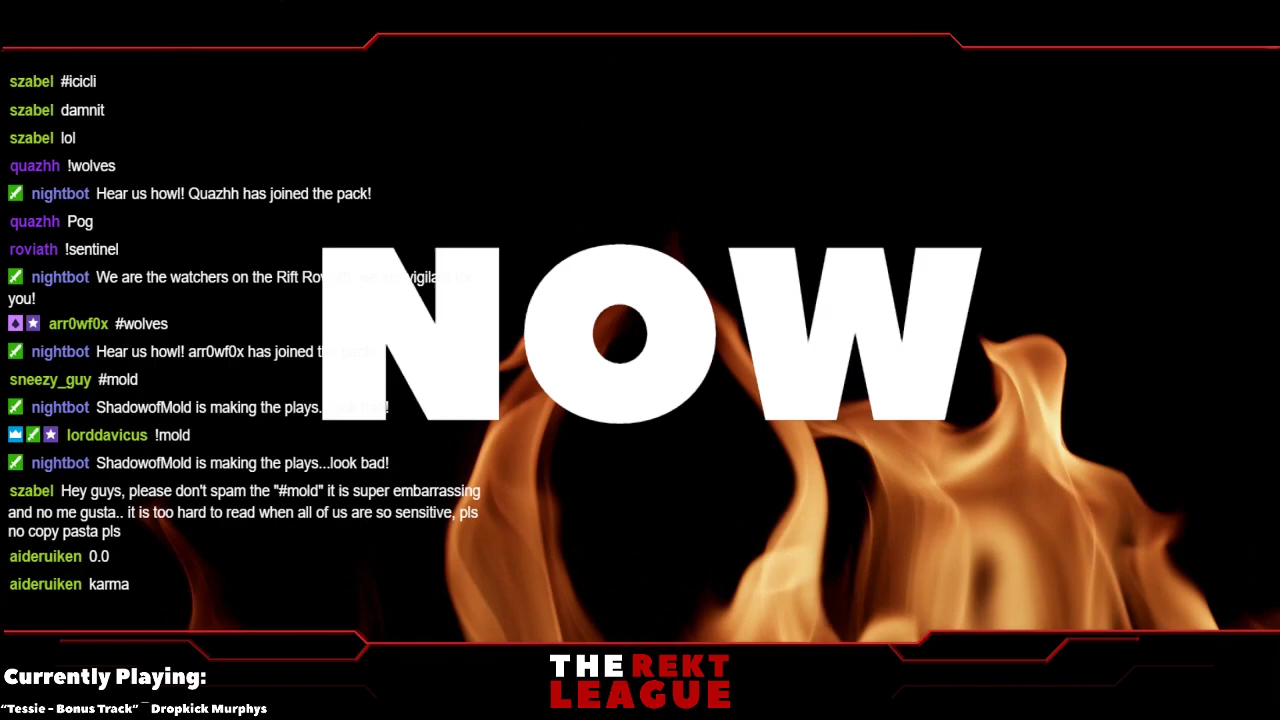 szabel #icicli
szabel damnit
szabel lol
quazhh !wolves
nightbot Hear us howl! Quazhh has joined the pack!
quazhh Pog
roviath !sentinel
nightbot We are the watchers on the Rift
you!
arr0wf0x #wolves
nightbot Hear us howl! arr0wf0x has joined
sneezy_guy #mold
nightbot ShadowofMold is making the plays.
lorddavicus !mold
nightbot ShadowofMold is making the plays...look bad!
szabel Hey guys, please don't spam the "#mold" it is super embarrassing
and no me gusta.. it is too hard to read when all of us are so sensitive, pls
no copy pasta pls
aideruiken 0.0
aideruiken karma
NOW
Currently Playing:
"Tessie - Bonus Track" - Dropkick Murphys
THE REKT
LEAGUE